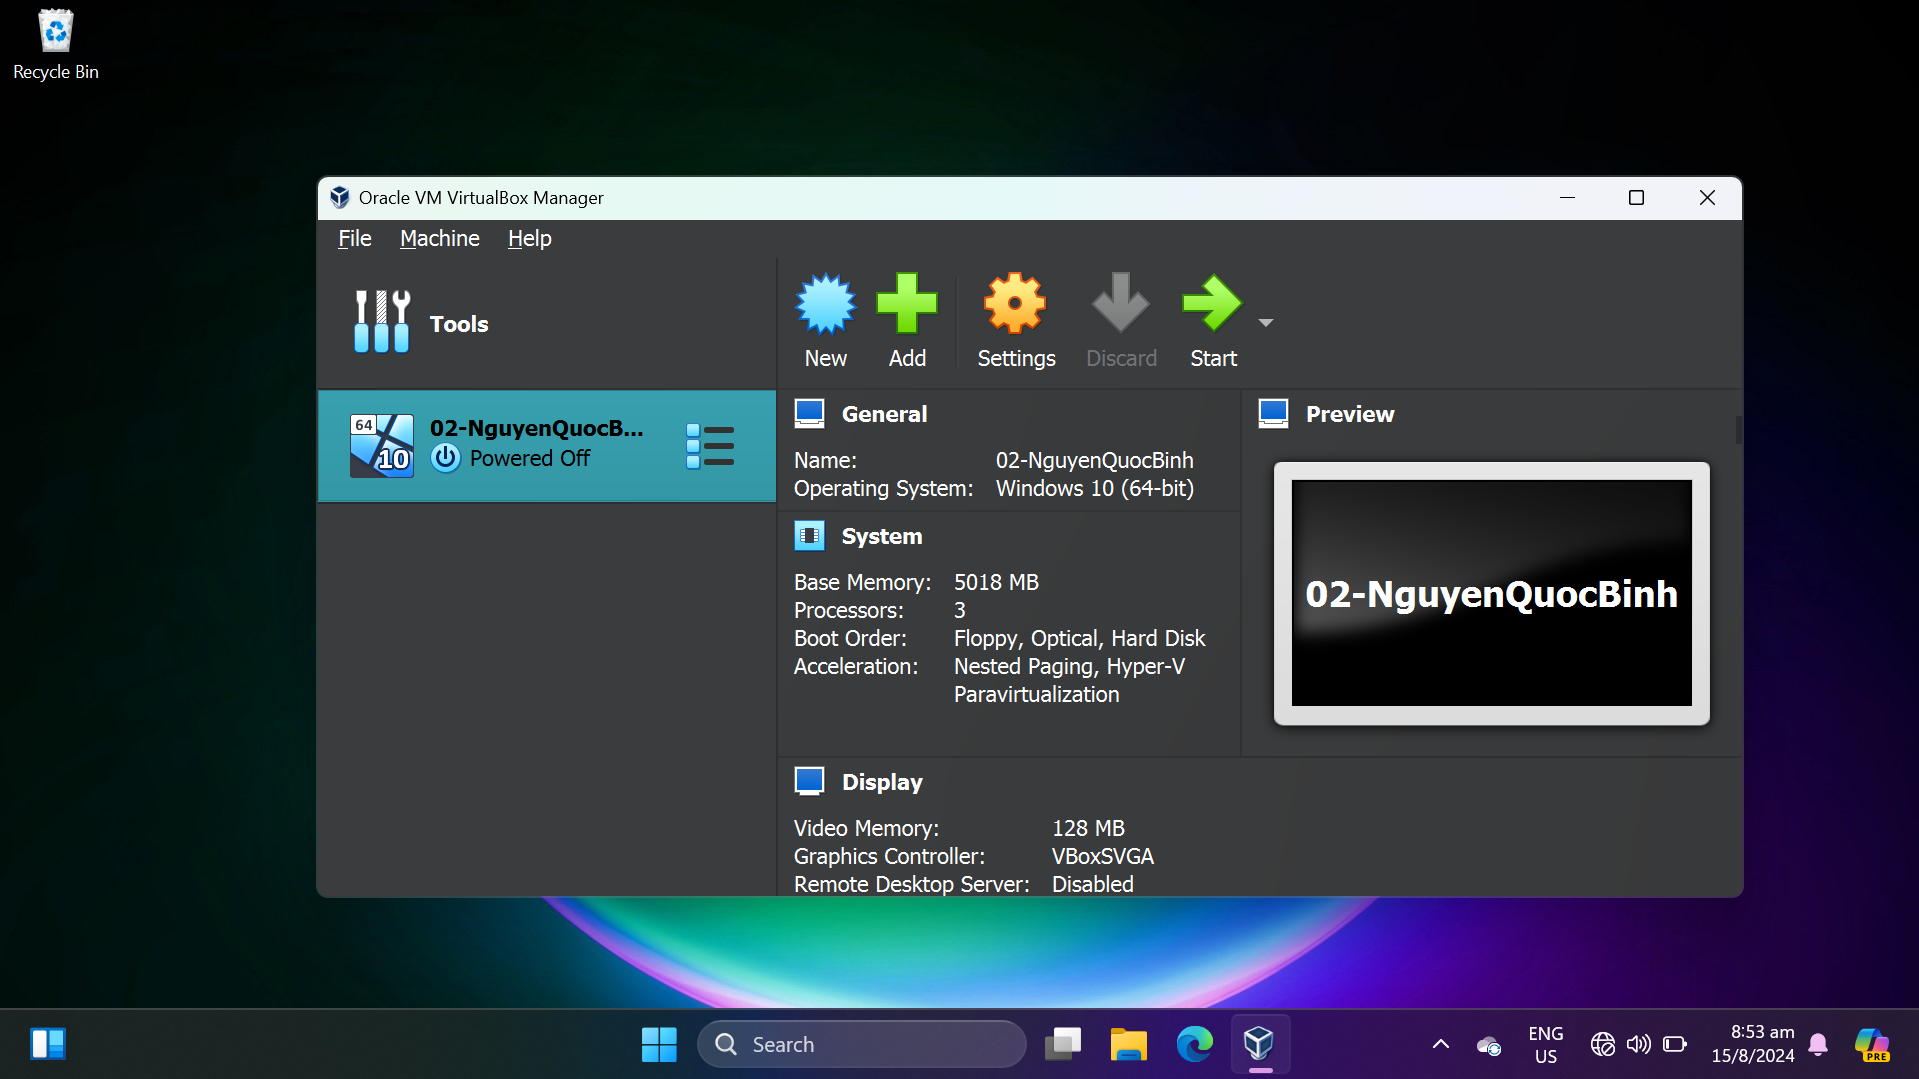 Recycle Bin
Oracle VM VirtualBox Manager
File Machine Help
Tools
New Add Settings Discard Start
64
10
02-NguyenQuocB...
Powered Off
General
Name: 02-NguyenQuocBinh
Operating System: Windows 10 (64-bit)
System
Base Memory: 5018 MB
Processors: 3
Boot Order: Floppy, Optical, Hard Disk
Acceleration: Nested Paging, Hyper-V
Paravirtualization
Preview
02-NguyenQuocBinh
Display
Video Memory: 128 MB
Graphics Controller: VBoxSVGA
Remote Desktop Server: Disabled
Search
ENG
US
8:53 am
15/8/2024
PRE